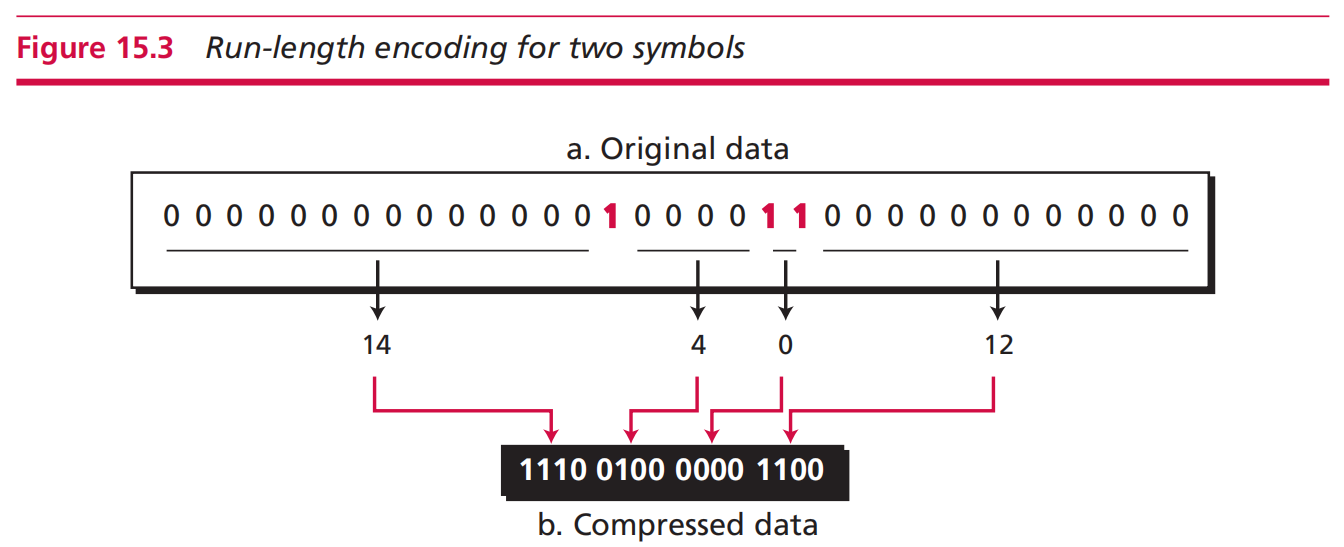 Figure 15.3 Run-length encoding for two symbols
a. Original data
0 0 0 0 0 0 0 0 0 0 0 0 0 0 1 0 0 0 0 1 1 0 0 0 0 0 0 0 0 0 0 0 0
14 4 0 12
1110 0100 0000 1100
b. Compressed data